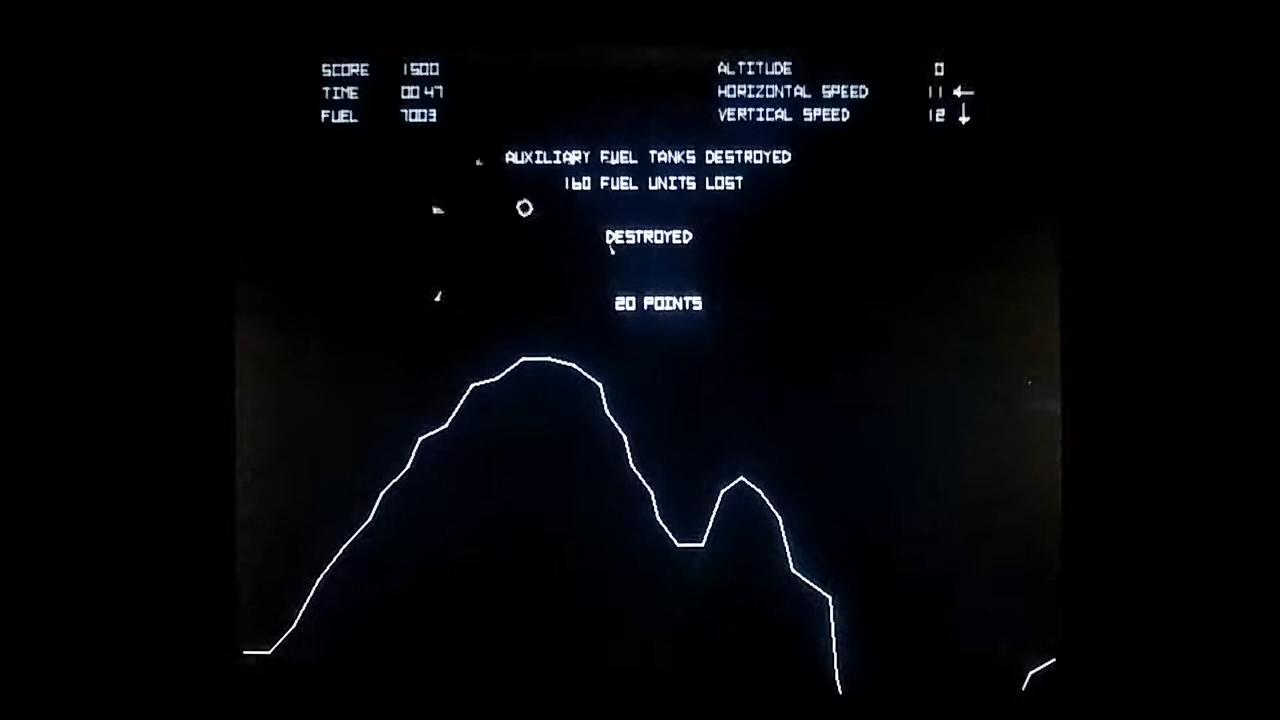 SCORE 1500
TIME 00 47
FUEL 7003
ALTITUDE 0
HORIZONTAL SPEED 11 ←
VERTICAL SPEED 12 ↓
AUXILIARY FUEL TANKS DESTROYED
160 FUEL UNITS LOST
DESTROYED
20 POINTS